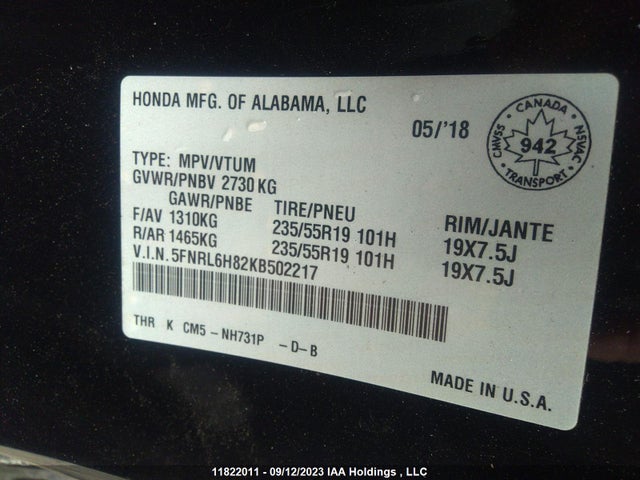 HONDA MFG. OF ALABAMA, LLC
05/'18
CANADA
CMVSS
942
NSVAC
TRANSPORT
TYPE: MPV/VTUM
GVWR/PNBV 2730 KG
GAWR/PNBE TIRE/PNEU RIM/JANTE
F/AV 1310KG 235/55R19 101H 19X7.5J
R/AR 1465KG 235/55R19 101H 19X7.5J
V.I.N. 5FNRL6H82KB502217
THR K CM5 - NH731P - D - B
MADE IN U.S.A.
11822011 - 09/12/2023 IAA Holdings , LLC